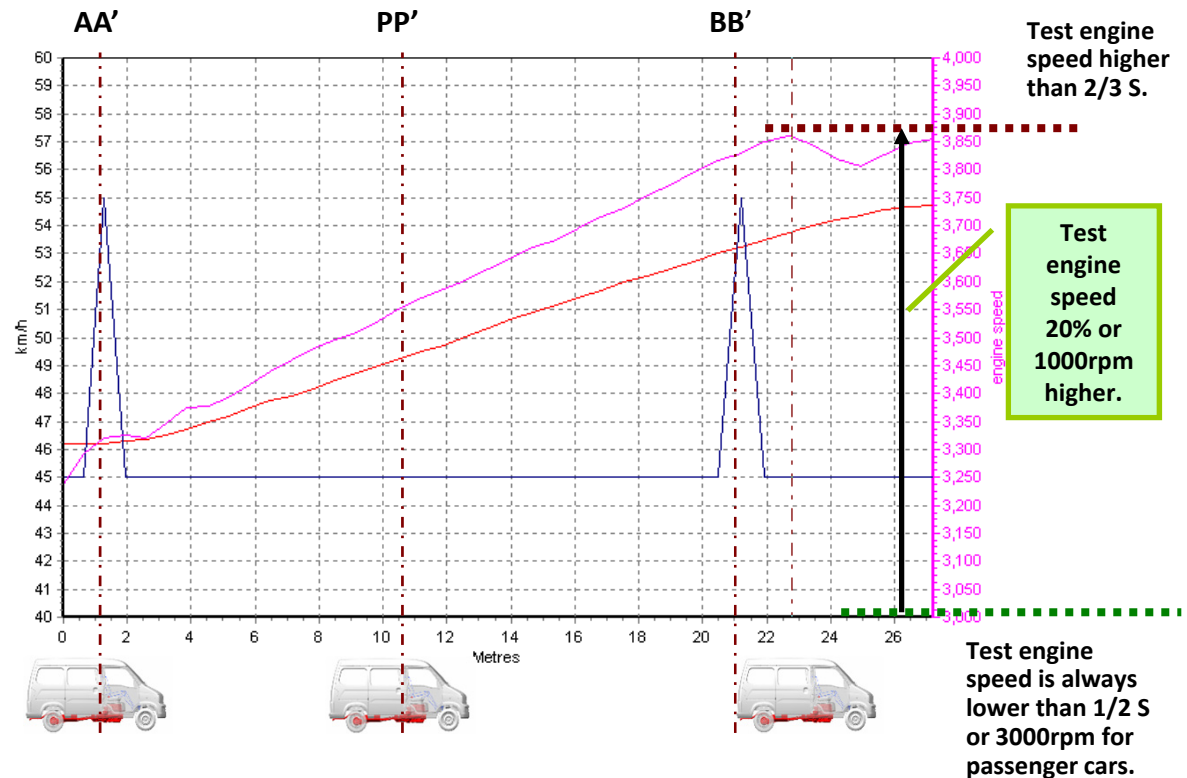 AA’
PP’
BB’
Test engine
speed higher
than 2/3 S.
60
59
58
57
56
55
54
53
52
51
50
49
48
47
46
45
44
43
42
41
40
km/h
4,000
3,950
3,900
3,850
3,800
3,750
3,700
3,650
3,600
3,550
3,500
3,450
3,400
3,350
3,300
3,250
3,200
3,150
3,100
3,050
3,000
engine speed
Test
engine
speed
20% or
1000rpm
higher.
0 2 4 6 8 10 12 14 16 18 20 22 24 26
Metres
Test engine
speed is always
lower than 1/2 S
or 3000rpm for
passenger cars.